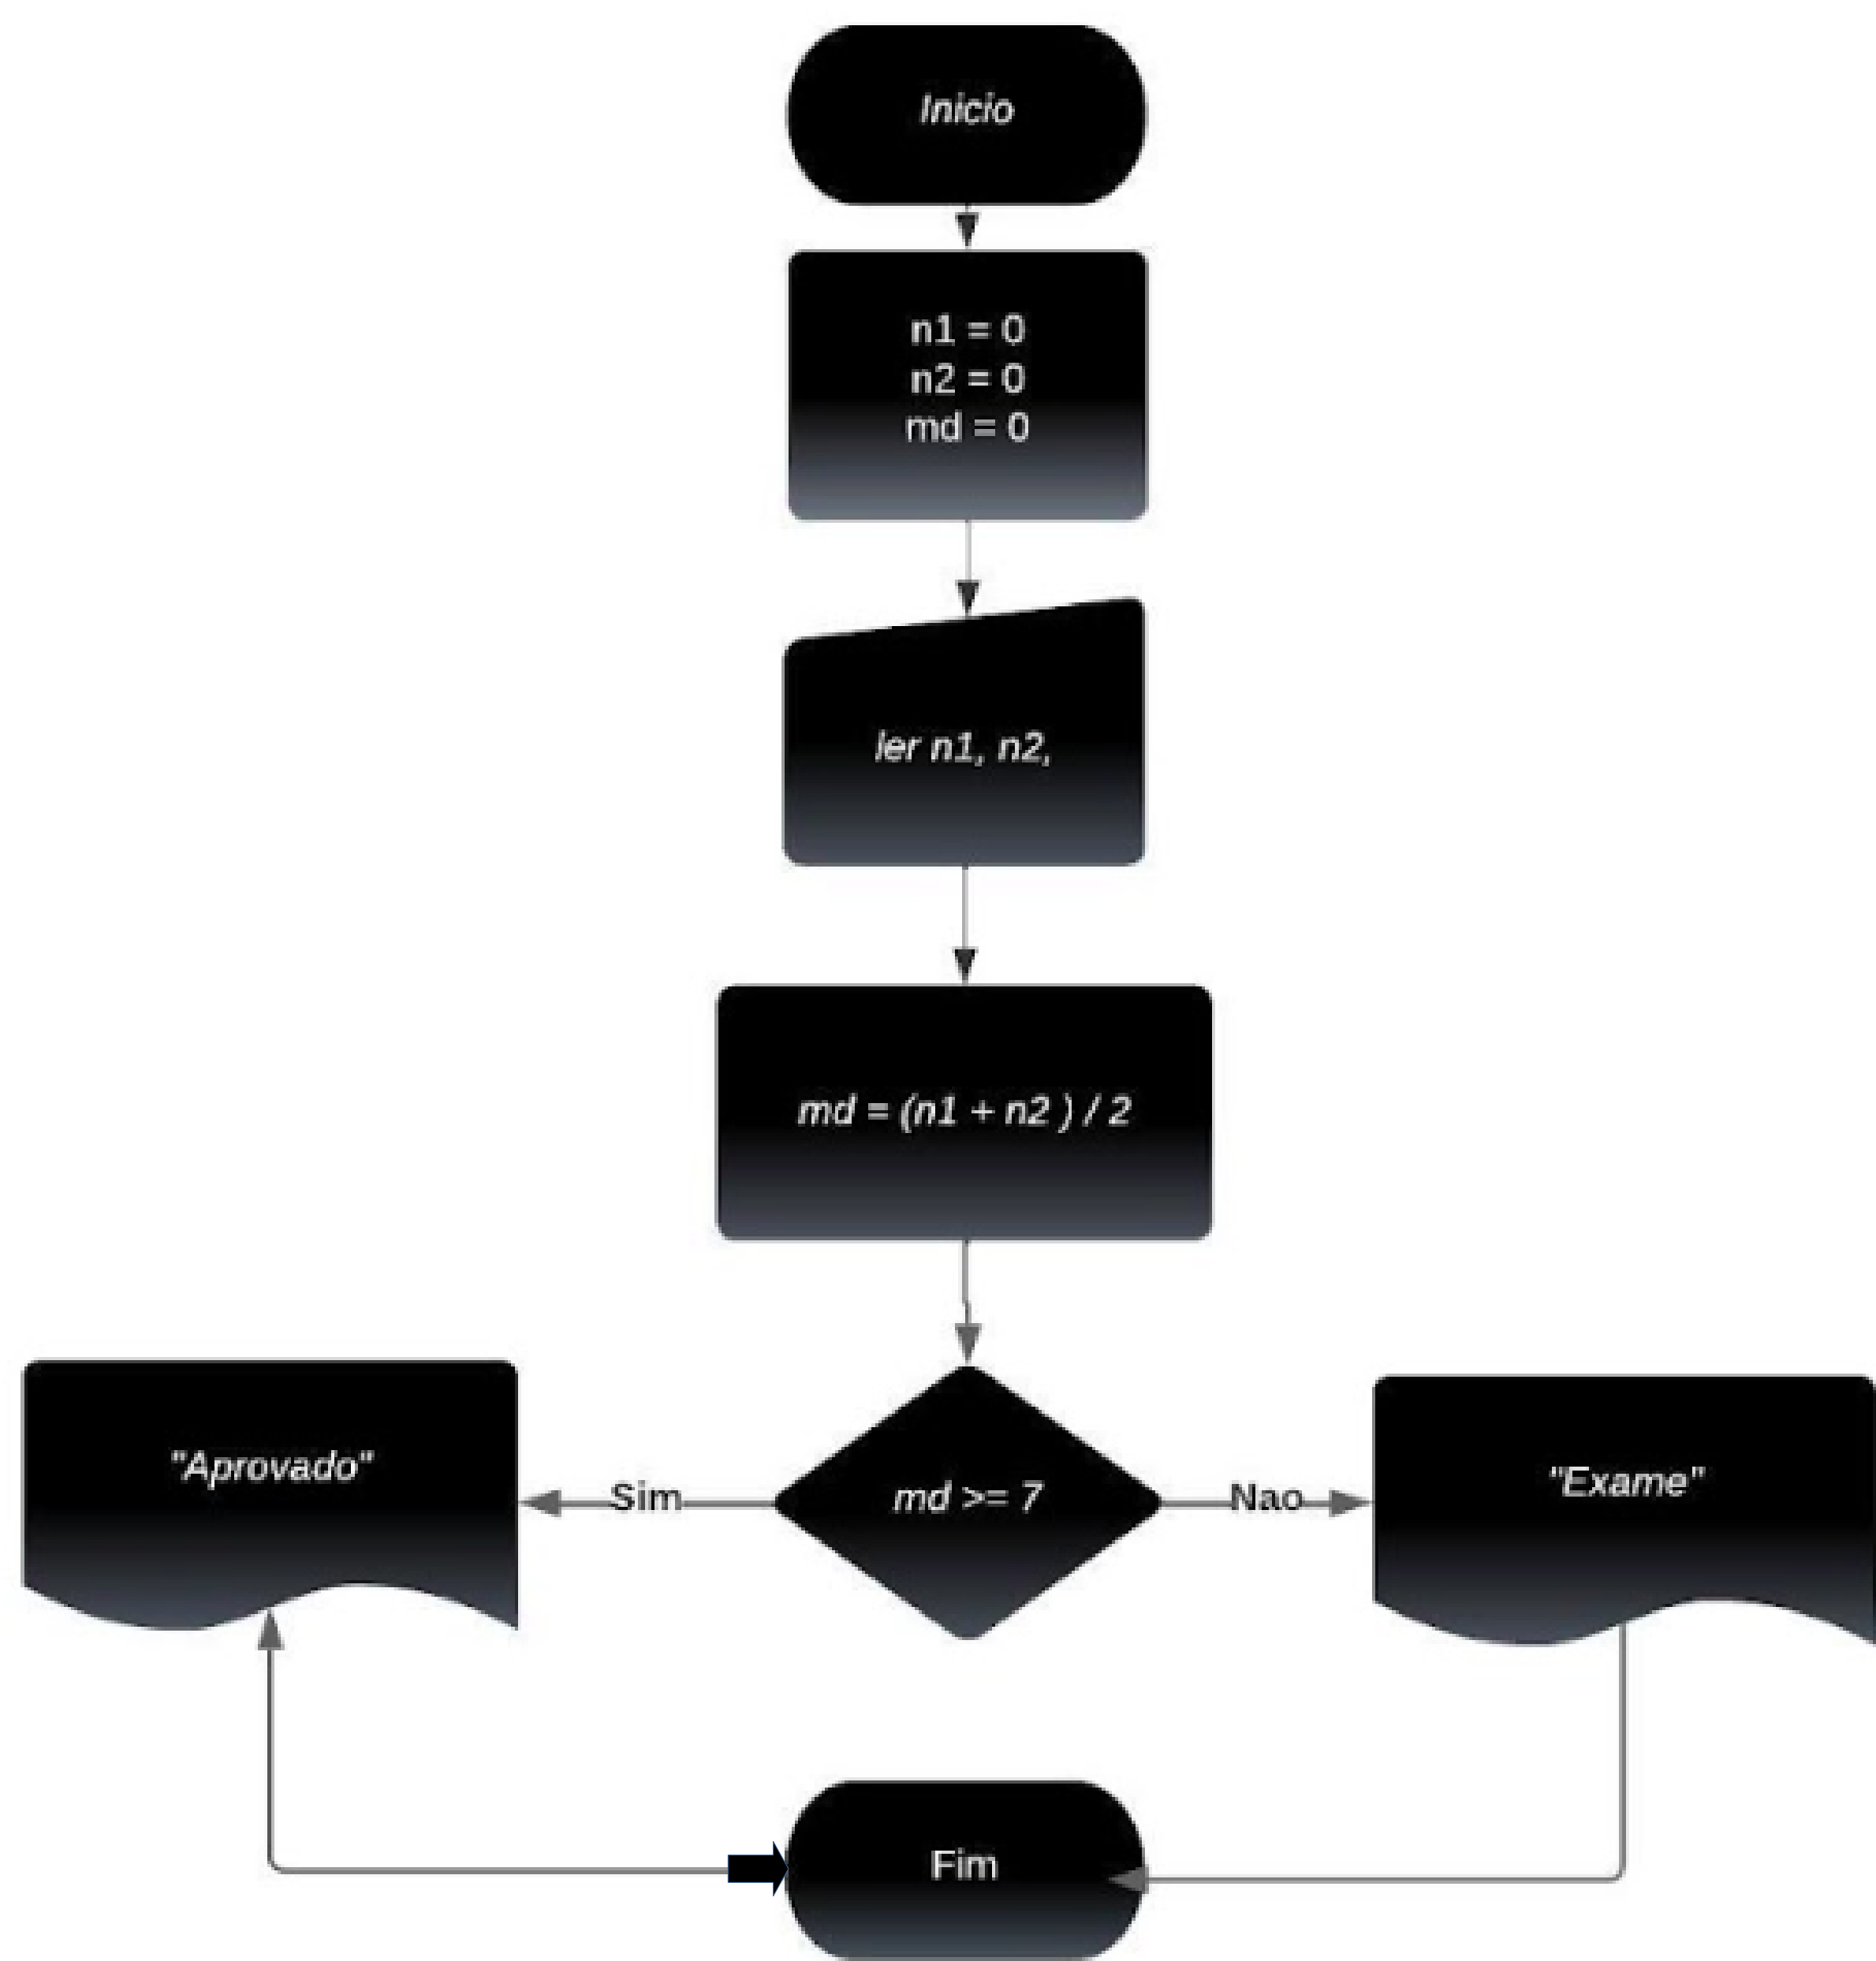 Inicio
n1 = 0
n2 = 0
md = 0
ler n1, n2,
md = (n1 + n2 ) / 2
"Aprovado"
Sim
md >= 7
Nao
"Exame"
Fim